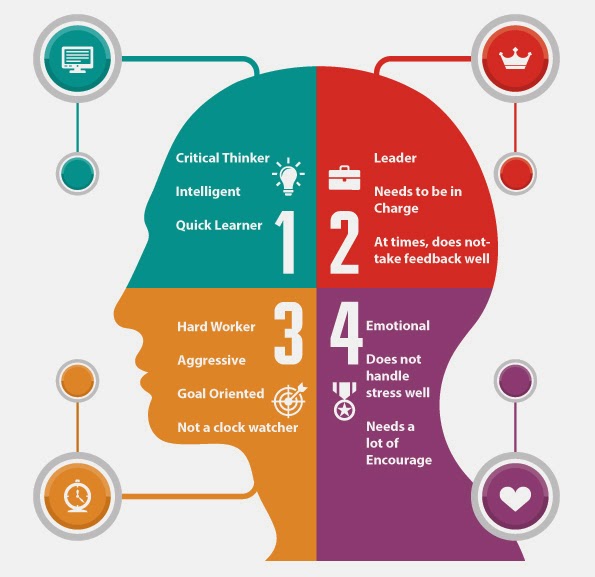 Critical Thinker
Intelligent
Quick Learner
1
Leader
Needs to be in
Charge
At times, does not-
take feedback well
2
Hard Worker
Aggressive
Goal Oriented
Not a clock watcher
3
4
Emotional
Does not
handle
stress well
Needs a
lot of
Encourage